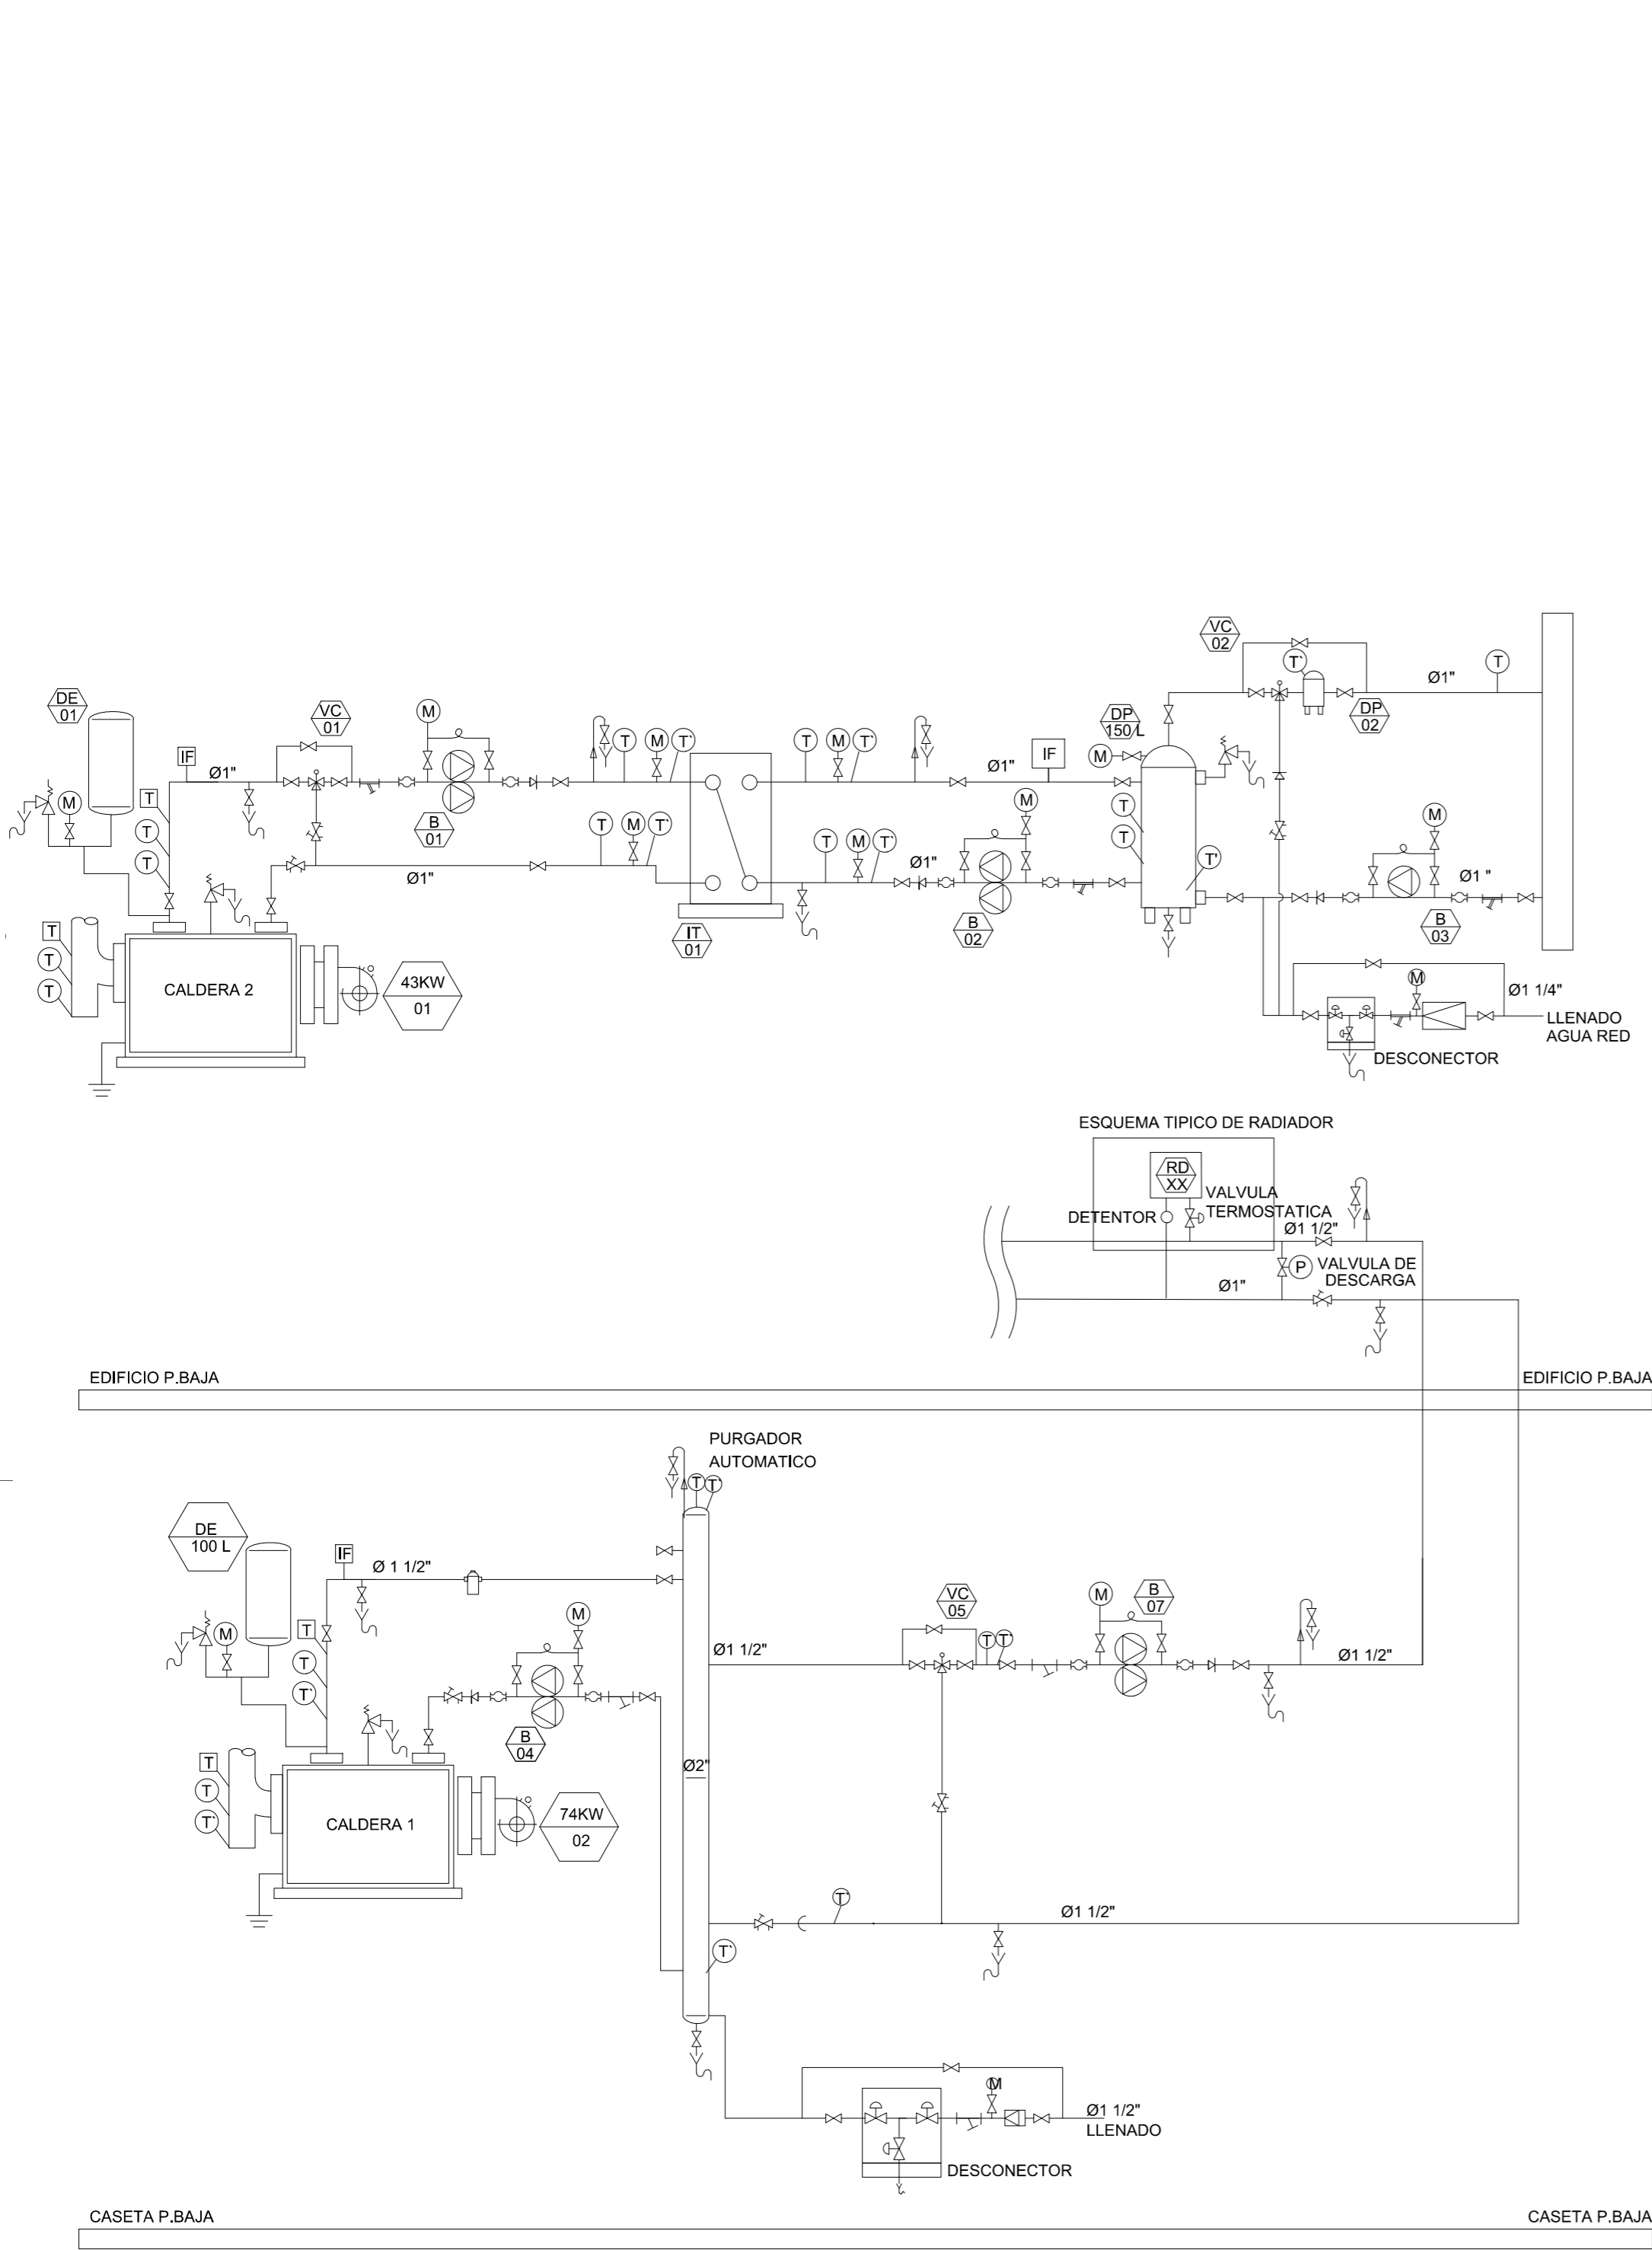 VC
02
T`
T
Ø1"
DE
01
DP
02
VC
01
M
DP
150 L
M
T
M
T`
T
M
T`
IF
Ø1"
IF
Ø1"
M
T
M
B
01
M
T
T
M
T`
T
M
T`
Ø1"
T
M
T
T
Ø1"
T'
Ø1 "
T
B
02
B
03
IT
01
T
T
43KW
01
CALDERA 2
M
Ø1 1/4"
LLENADO
AGUA RED
DESCONECTOR
ESQUEMA TIPICO DE RADIADOR
RD
XX
VALVULA
TERMOSTATICA
DETENTOR
Ø1 1/2"
P
VALVULA DE
DESCARGA
Ø1"
EDIFICIO P.BAJA
EDIFICIO P.BAJA
PURGADOR
AUTOMATICO
T
T`
DE
100 L
IF
Ø 1 1/2"
VC
05
M
B
07
M
T
M
Ø1 1/2"
T
T`
Ø1 1/2"
T
T`
B
04
T
Ø2"
T
T`
CALDERA 1
74KW
02
T`
Ø1 1/2"
T`
M
Ø1 1/2"
LLENADO
DESCONECTOR
CASETA P.BAJA
CASETA P.BAJA